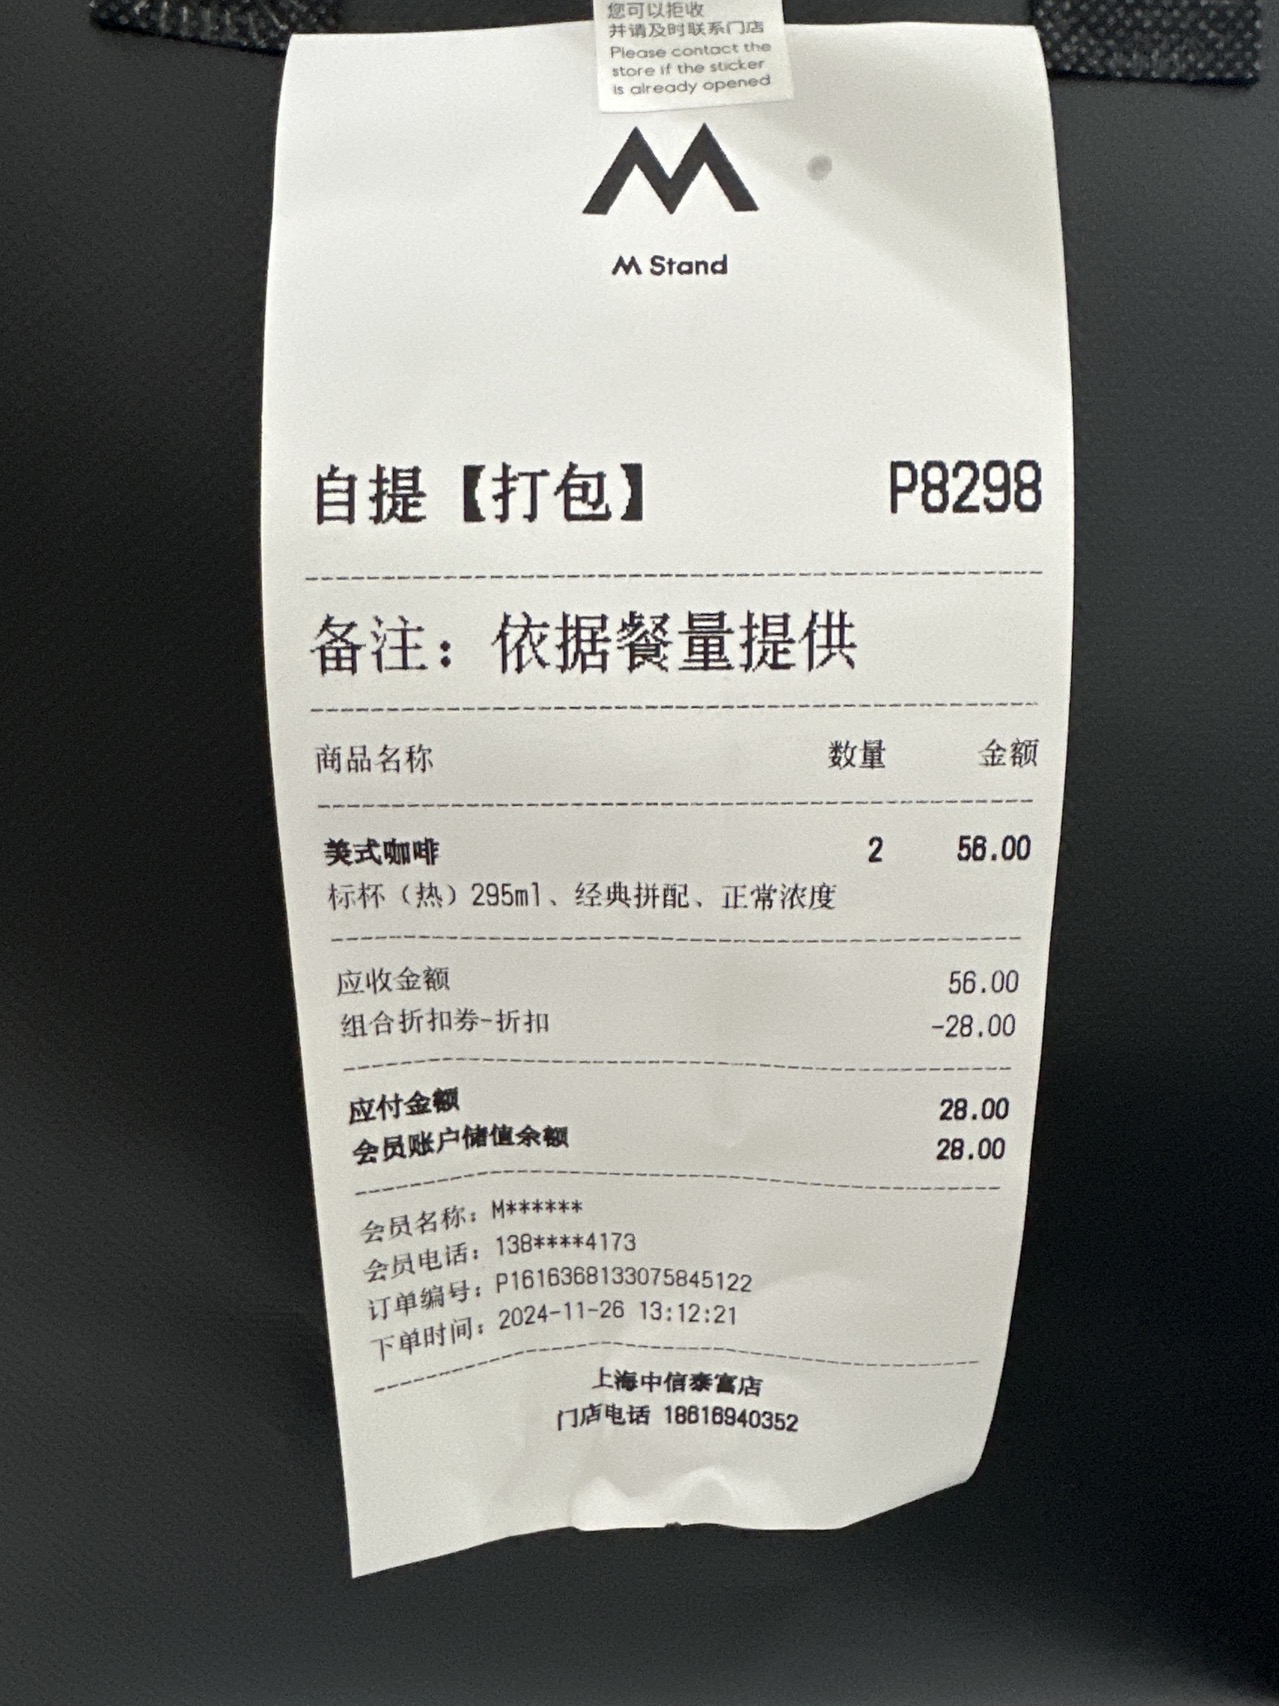 您可以拒收
并请及时联系门店
Please contact the
store if the sticker
is already opened
M Stand
自提【打包】 P8298
备注：依据餐量提供
商品名称 数量 金额
美式咖啡 2 56.00
标杯（热）295ml、经典拼配、正常浓度
应收金额 56.00
组合折扣券-折扣 -28.00
应付金额 28.00
会员账户储值余额 28.00
会员名称：M******
会员电话：138****4173
订单编号：P1616368133075845122
下单时间：2024-11-26 13:12:21
上海中信泰富店
门店电话 18616940352